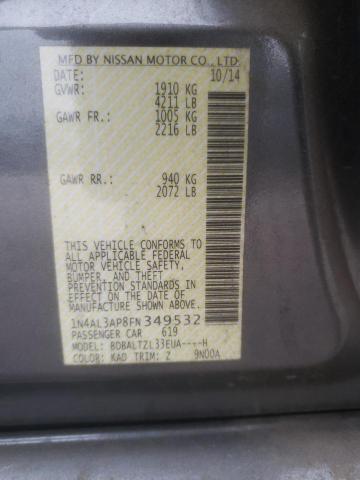 MFD BY NISSAN MOTOR CO., LTD.
DATE: 10/14
GVWR: 1910 KG
4211 LB
GAWR FR.: 1005 KG
2216 LB
GAWR RR.: 940 KG
2072 LB
THIS VEHICLE CONFORMS TO
ALL APPLICABLE FEDERAL
MOTOR VEHICLE SAFETY,
BUMPER, AND THEFT
PREVENTION STANDARDS IN
EFFECT ON THE DATE OF
MANUFACTURE SHOWN ABOVE.
1N4AL3AP8FN 349532
PASSENGER CAR 619
MODEL: BDBALTZL33EUA----H
COLOR: KAD TRIM: Z 9N00A